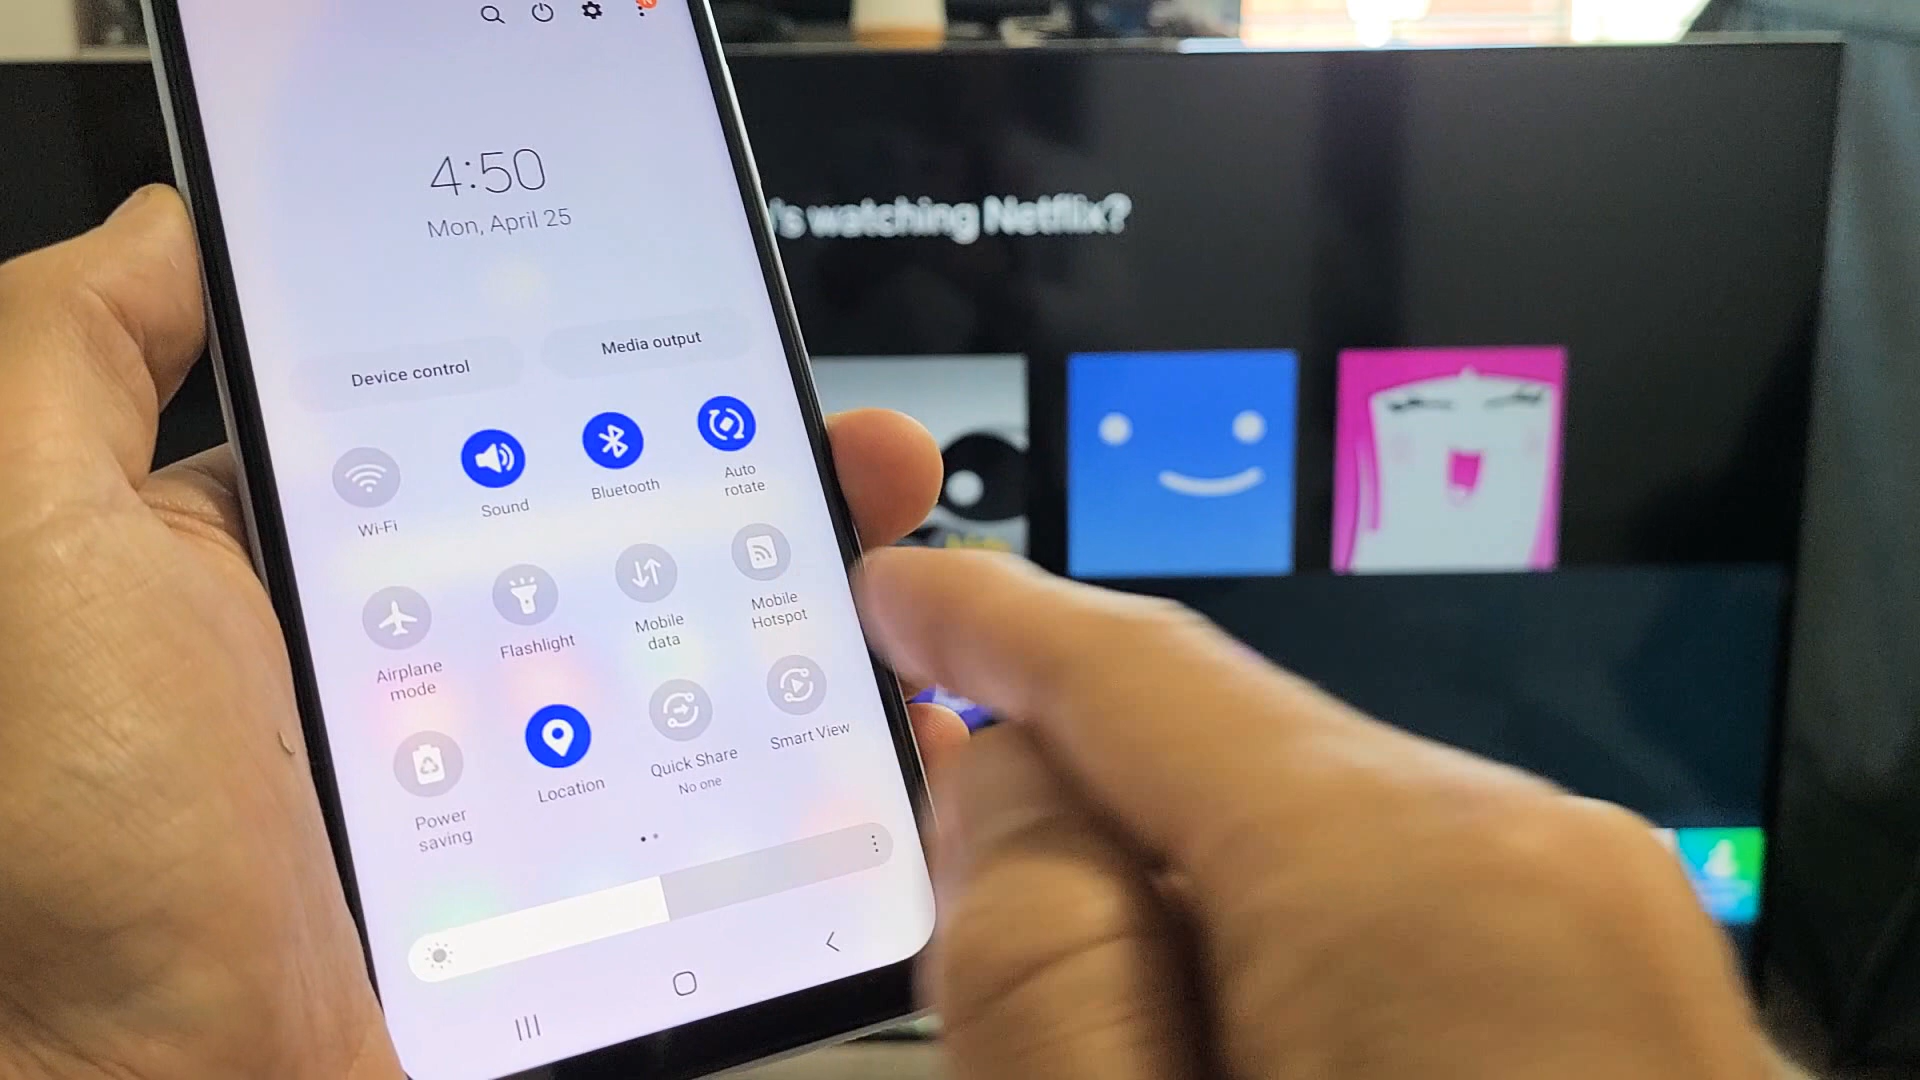 4:50
Mon, April 25
's watching Netflix?
Device control
Media output
Wi-Fi
Sound
Bluetooth
Auto
rotate
Airplane
mode
Flashlight
Mobile
data
Mobile
Hotspot
Power
saving
Location
Quick Share
No one
Smart View